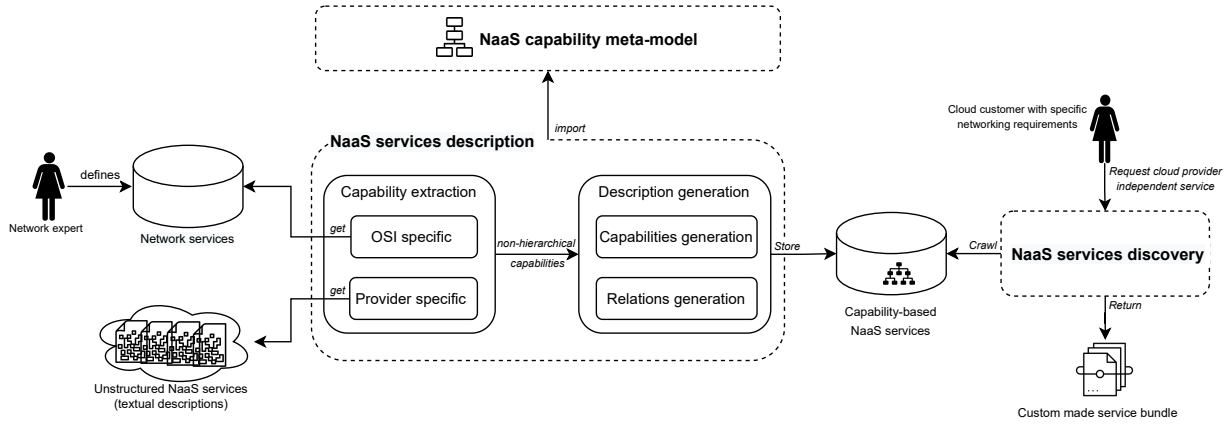 NaaS capability meta-model
import
NaaS services description
Network expert
defines
Network services
get
get
Unstructured NaaS services
(textual descriptions)
Capability extraction
OSI specific
Provider specific
non-hierarchical
capabilities
Description generation
Capabilities generation
Relations generation
Store
Capability-based
NaaS services
Crawl
Cloud customer with specific
networking requirements
Request cloud provider
independent service
NaaS services discovery
Return
...
Custom made service bundle